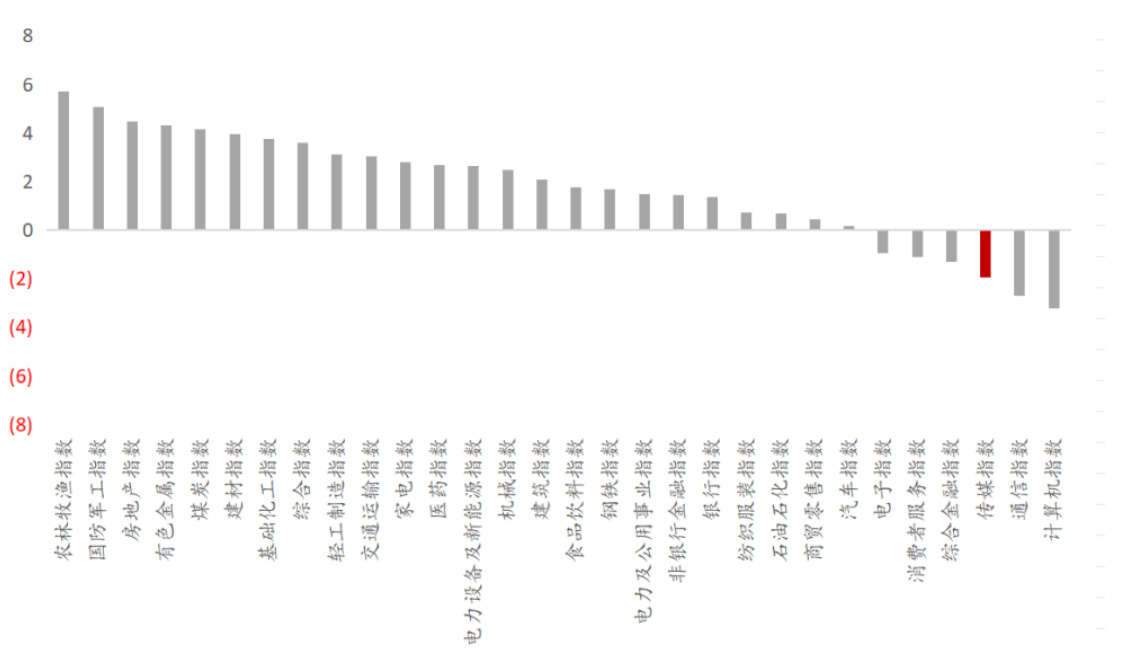 8
6
4
2
0
(2)
(4)
(6)
(8)
农林牧渔指数
国防军工指数
房地产指数
有色金属指数
煤炭指数
建材指数
基础化工指数
综合指数
轻工制造指数
交通运输指数
家电指数
医药指数
电力设备及新能源指数
机械指数
建筑指数
食品饮料指数
钢铁指数
电力及公用事业指数
非银行金融指数
银行指数
纺织服装指数
石油石化指数
商贸零售指数
汽车指数
电子指数
消费者服务指数
综合金融指数
传媒指数
通信指数
计算机指数